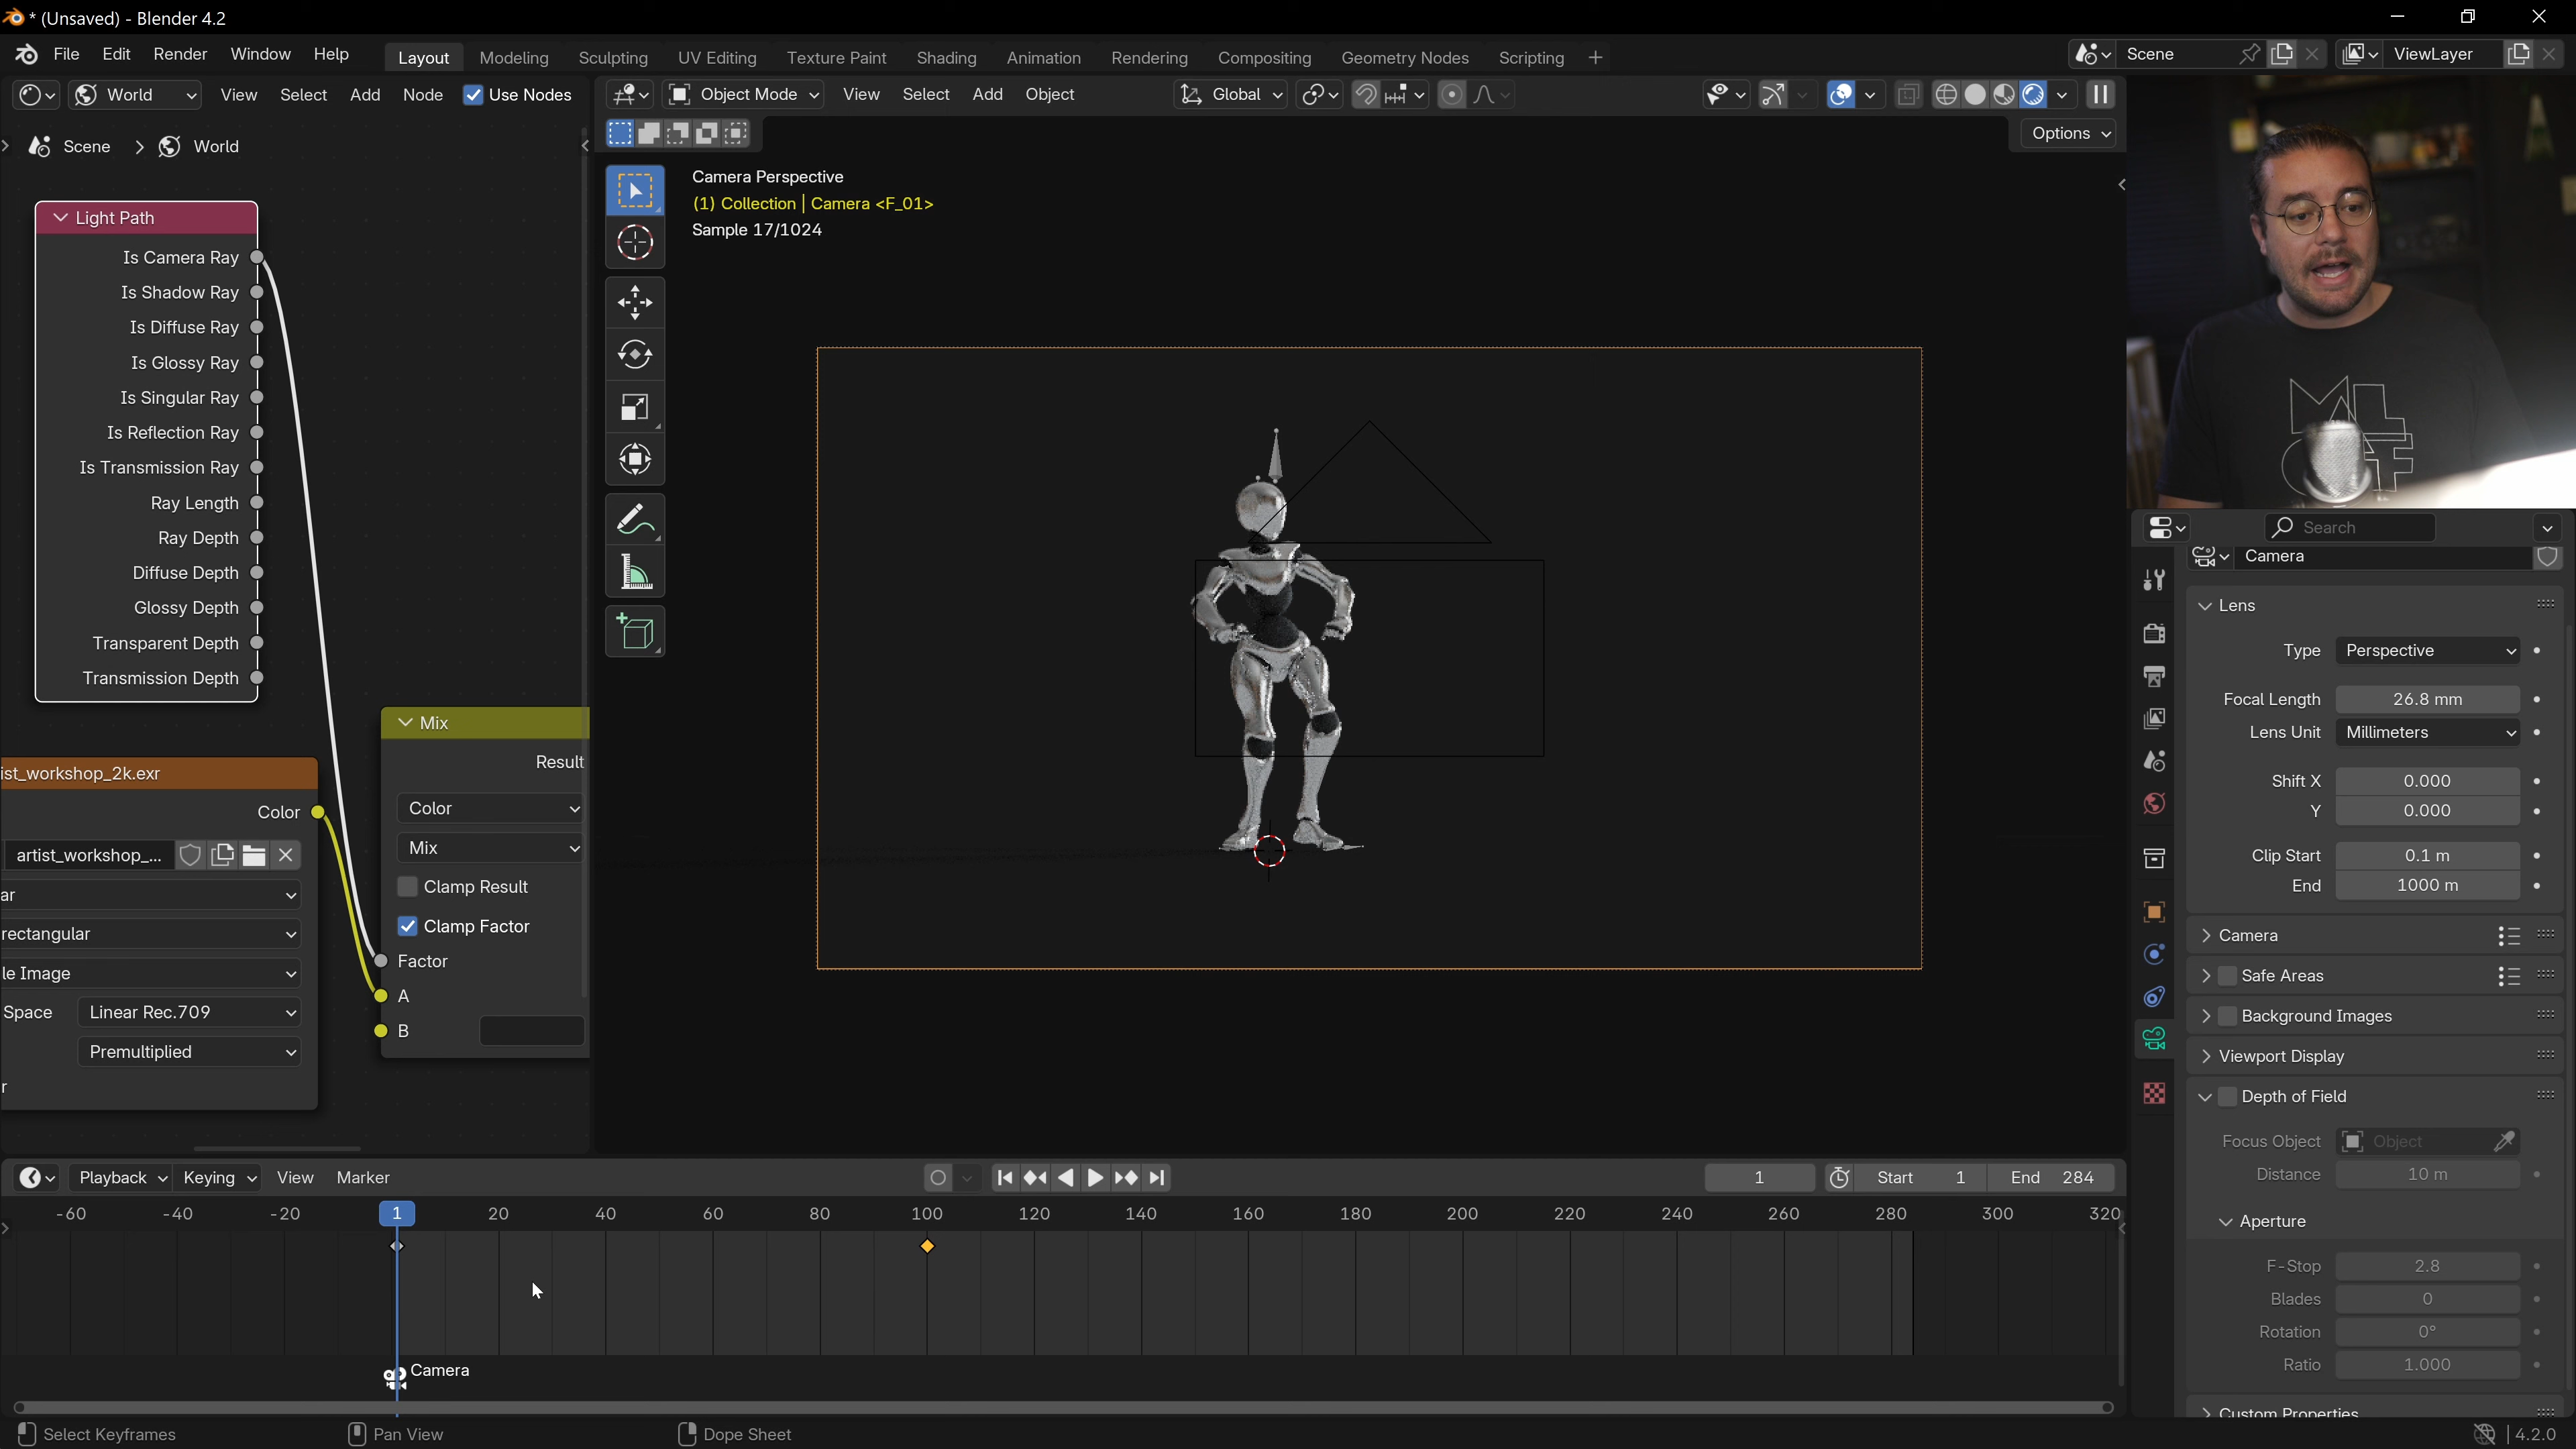 * (Unsaved) - Blender 4.2
File Edit Render Window Help Layout Modeling Sculpting UV Editing Texture Paint Shading Animation Rendering Compositing Geometry Nodes Scripting + Scene ViewLayer
World View Select Add Node Use Nodes Object Mode View Select Add Object Global
Options
Scene > World
Camera Perspective
(1) Collection | Camera <F_01>
Sample 17/1024
Light Path
Is Camera Ray
Is Shadow Ray
Is Diffuse Ray
Is Glossy Ray
Is Singular Ray
Is Reflection Ray
Is Transmission Ray
Ray Length
Ray Depth
Diffuse Depth
Glossy Depth
Transparent Depth
Transmission Depth
Mix
Result
Color
Mix
Clamp Result
Clamp Factor
Factor
A
B
ist_workshop_2k.exr
Color
artist_workshop_...
ar
rectangular
le Image
Space Linear Rec.709
Premultiplied
r
Search
Camera
Lens
Type Perspective
Focal Length 26.8 mm
Lens Unit Millimeters
Shift X 0.000
Y 0.000
Clip Start 0.1 m
End 1000 m
Camera
Safe Areas
Background Images
Viewport Display
Depth of Field
Focus Object Object
Distance 10 m
Aperture
F-Stop 2.8
Blades 0
Rotation 0°
Ratio 1.000
Custom Properties
Playback Keying View Marker 1 Start 1 End 284
-60 -40 -20 1 20 40 60 80 100 120 140 160 180 200 220 240 260 280 300 320
Camera
Select Keyframes Pan View Dope Sheet 4.2.0